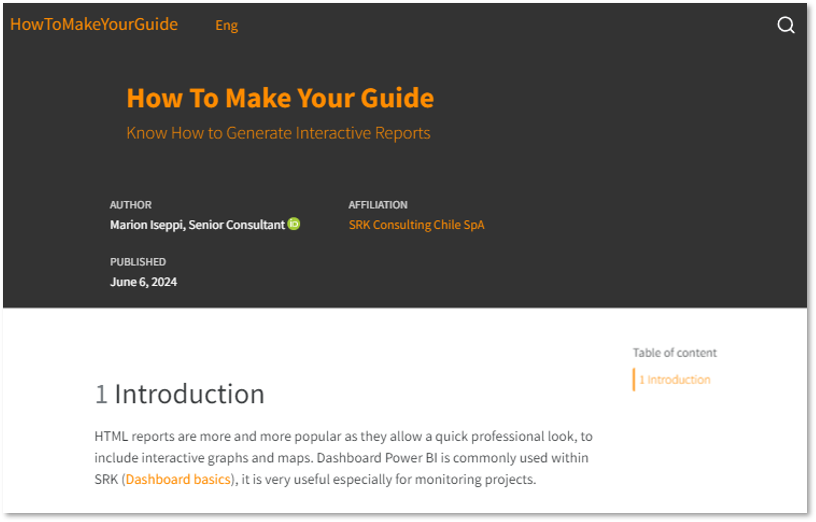 HowToMakeYourGuide Eng
How To Make Your Guide
Know How to Generate Interactive Reports
AUTHOR
Marion Iseppi, Senior Consultant iD
AFFILIATION
SRK Consulting Chile SpA
PUBLISHED
June 6, 2024
Table of content
1 Introduction
1 Introduction
HTML reports are more and more popular as they allow a quick professional look, to
include interactive graphs and maps. Dashboard Power BI is commonly used within
SRK (Dashboard basics), it is very useful especially for monitoring projects.